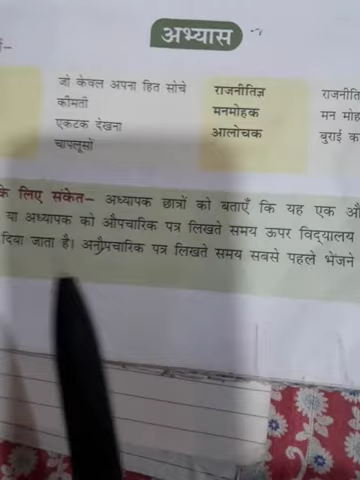 अभ्यास
जो केवल अपना हित सोचे राजनीतिज्ञ
कीमती मनमोहक मन
एकटक देखना आलोचक बुराई
चापलूसों
के लिए संकेत– अध्यापक छात्रों को बताएँ कि यह एक
या अध्यापक को औपचारिक पत्र लिखते समय ऊपर विद्यालय
दिया जाता है। अनौपचारिक पत्र लिखते समय सबसे पहले भेजने